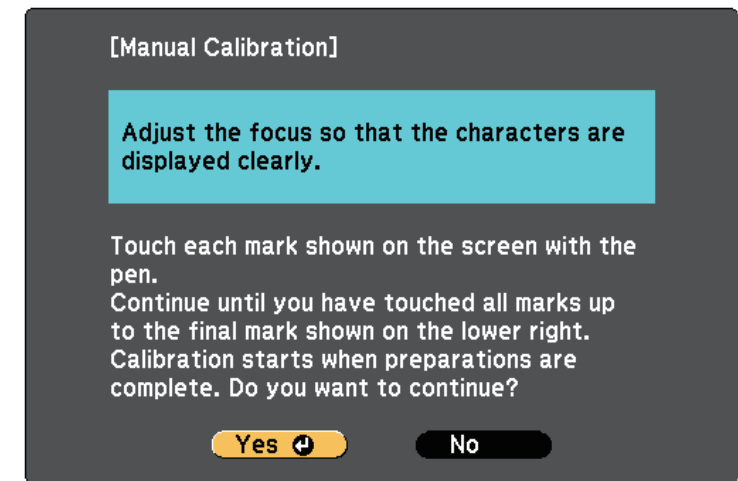 [Manual Calibration]
Adjust the focus so that the characters are
displayed clearly.
Touch each mark shown on the screen with the
pen.
Continue until you have touched all marks up
to the final mark shown on the lower right.
Calibration starts when preparations are
complete. Do you want to continue?
Yes No